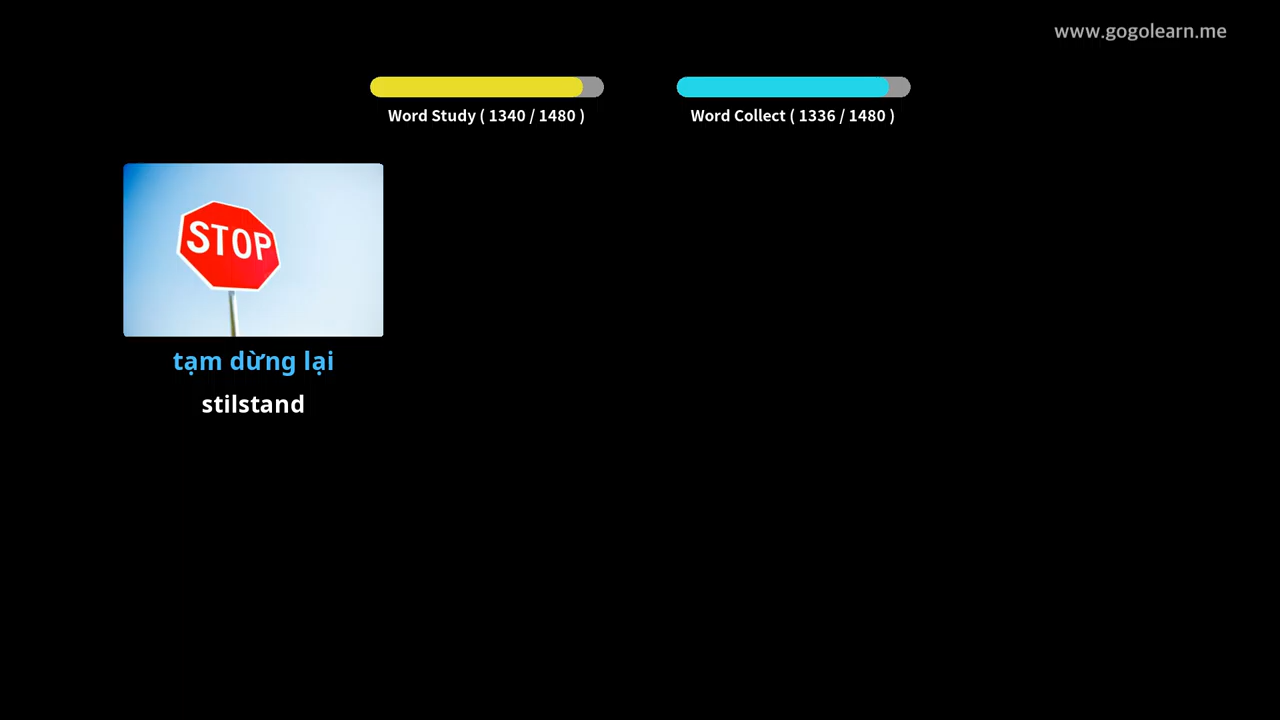 www.gogolearn.me
Word Study ( 1340 / 1480 )
Word Collect ( 1336 / 1480 )
STOP
tạm dừng lại
stilstand